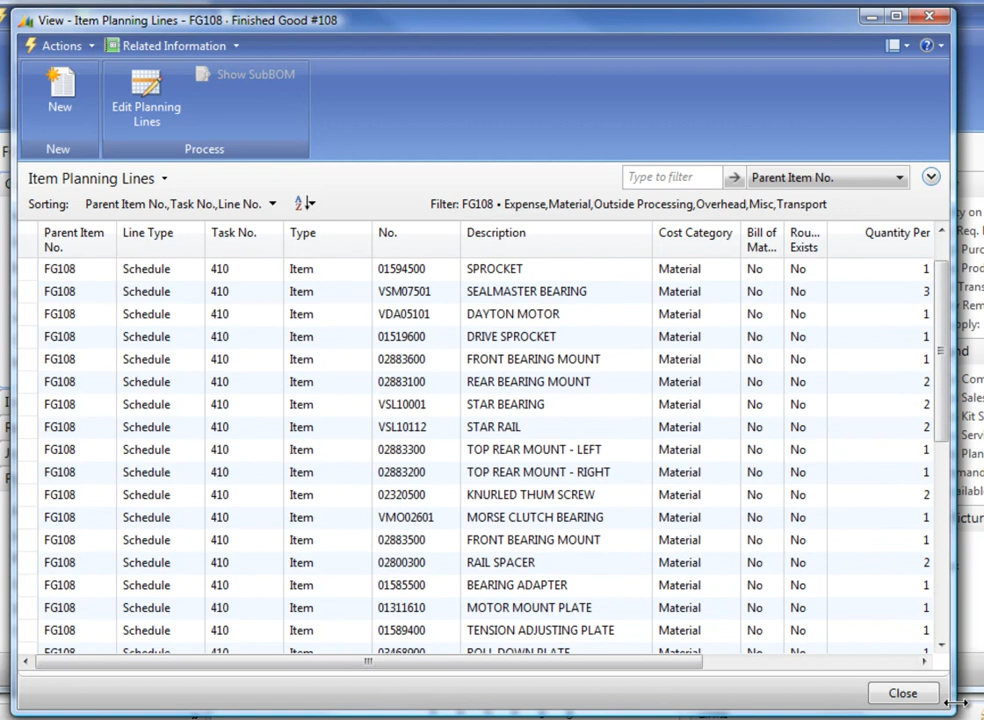 View - Item Planning Lines - FG108 · Finished Good #108
Actions Related Information
New
Edit Planning Lines
Show SubBOM
New Process
Item Planning Lines
Type to filter
Parent Item No.
Sorting: Parent Item No.,Task No.,Line No.
Filter: FG108 • Expense,Material,Outside Processing,Overhead,Misc,Transport
Parent Item No. Line Type Task No. Type No. Description Cost Category Bill of Mat... Rou... Exists Quantity Per
FG108 Schedule 410 Item 01594500 SPROCKET Material No No 1
FG108 Schedule 410 Item VSM07501 SEALMASTER BEARING Material No No 3
FG108 Schedule 410 Item VDA05101 DAYTON MOTOR Material No No 1
FG108 Schedule 410 Item 01519600 DRIVE SPROCKET Material No No 1
FG108 Schedule 410 Item 02883600 FRONT BEARING MOUNT Material No No 1
FG108 Schedule 410 Item 02883100 REAR BEARING MOUNT Material No No 2
FG108 Schedule 410 Item VSL10001 STAR BEARING Material No No 2
FG108 Schedule 410 Item VSL10112 STAR RAIL Material No No 2
FG108 Schedule 410 Item 02883300 TOP REAR MOUNT - LEFT Material No No 1
FG108 Schedule 410 Item 02883200 TOP REAR MOUNT - RIGHT Material No No 1
FG108 Schedule 410 Item 02320500 KNURLED THUM SCREW Material No No 2
FG108 Schedule 410 Item VMO02601 MORSE CLUTCH BEARING Material No No 1
FG108 Schedule 410 Item 02883500 FRONT BEARING MOUNT Material No No 1
FG108 Schedule 410 Item 02800300 RAIL SPACER Material No No 2
FG108 Schedule 410 Item 01585500 BEARING ADAPTER Material No No 1
FG108 Schedule 410 Item 01311610 MOTOR MOUNT PLATE Material No No 1
FG108 Schedule 410 Item 01589400 TENSION ADJUSTING PLATE Material No No 1
Close